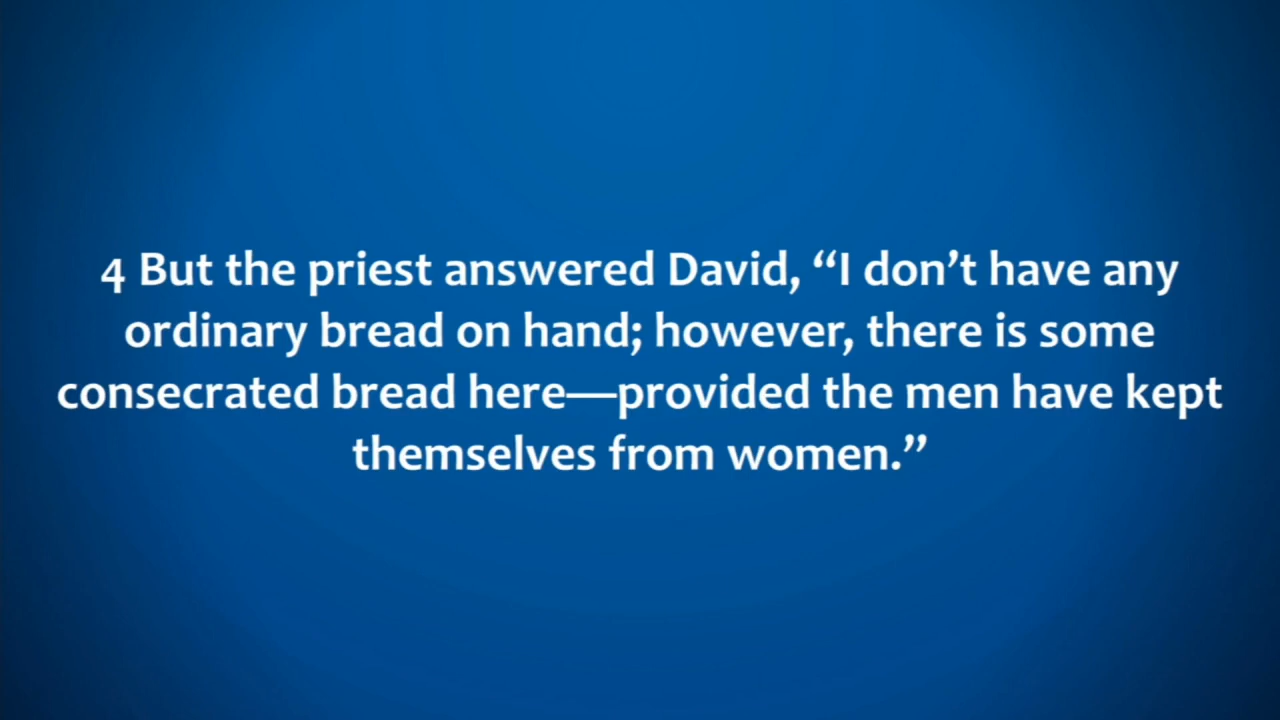 4 But the priest answered David, “I don’t have any
ordinary bread on hand; however, there is some
consecrated bread here—provided the men have kept
themselves from women.”